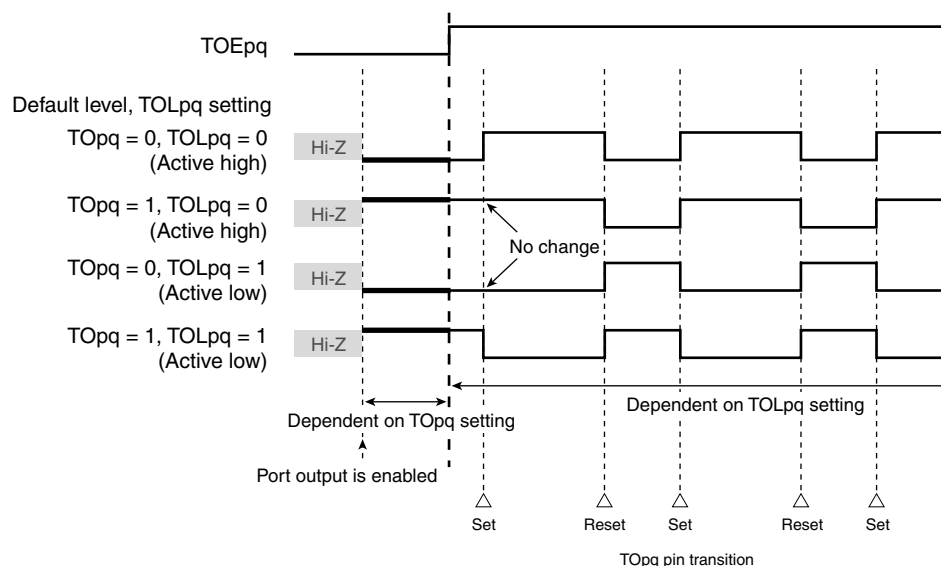 TOEpq
Default level, TOLpq setting
TOpq = 0, TOLpq = 0
(Active high)
Hi-Z
TOpq = 1, TOLpq = 0
(Active high)
Hi-Z
No change
TOpq = 0, TOLpq = 1
(Active low)
Hi-Z
TOpq = 1, TOLpq = 1
(Active low)
Hi-Z
Dependent on TOpq setting
Dependent on TOLpq setting
Port output is enabled
Set
Reset
Set
Reset
Set
TOpq pin transition